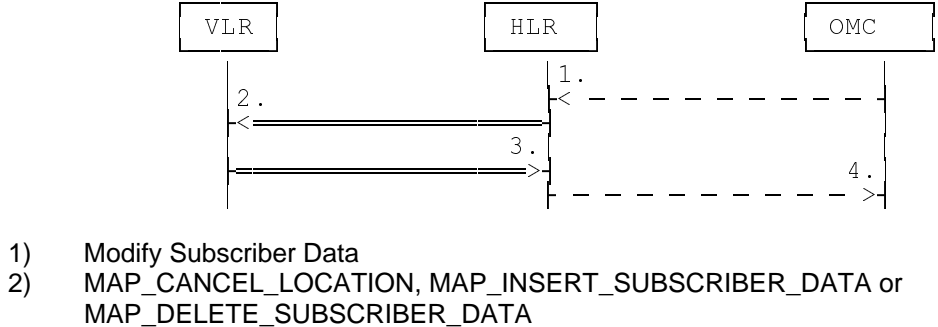 VLR HLR OMC
1.
2.
3.
4.
1) Modify Subscriber Data
2) MAP_CANCEL_LOCATION, MAP_INSERT_SUBSCRIBER_DATA or
MAP_DELETE_SUBSCRIBER_DATA